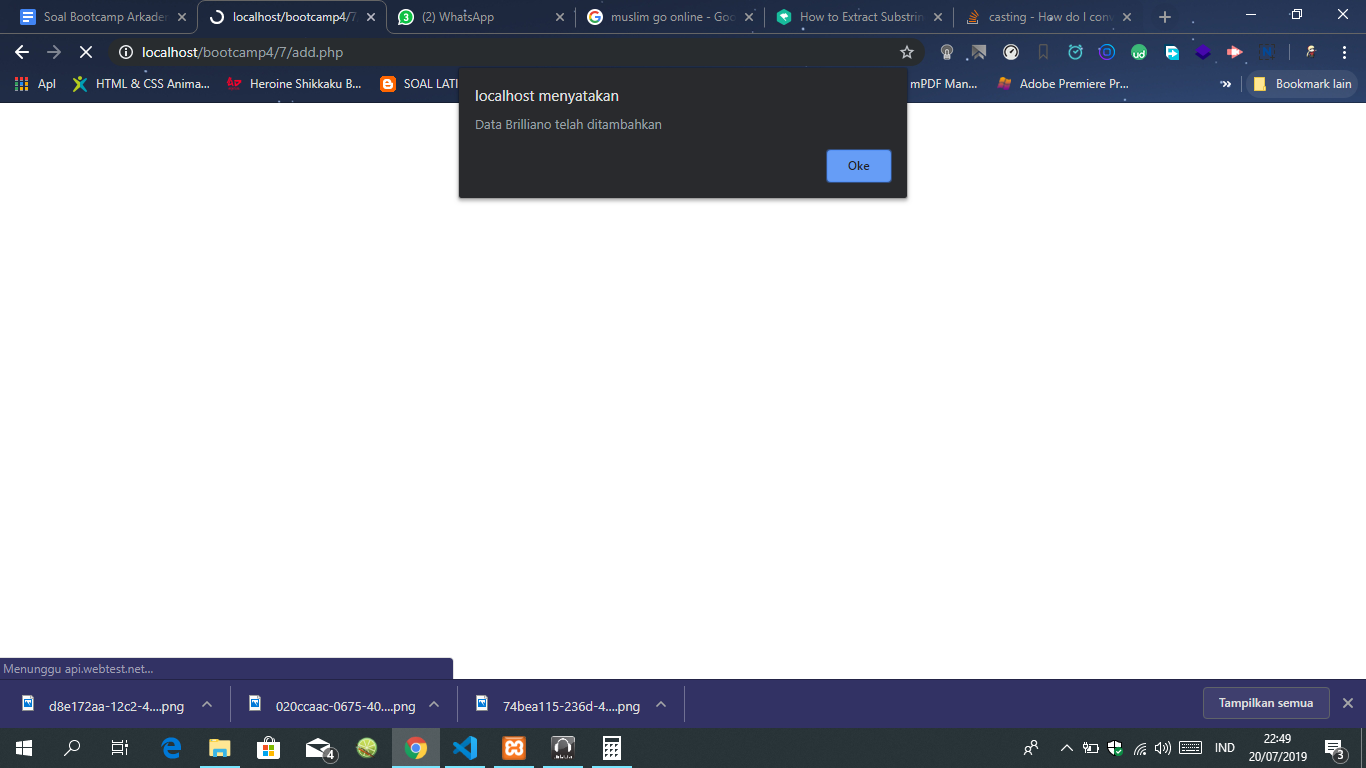 Soal Bootcamp Arkader
localhost/bootcamp4/7
(2) WhatsApp
muslim go online - Goo
How to Extract Substrin
casting - How do I conv
localhost/bootcamp4/7/add.php
Apl
HTML & CSS Anima...
Heroine Shikkaku B...
SOAL LATI
mPDF Man...
Adobe Premiere Pr...
Bookmark lain
localhost menyatakan
Data Brilliano telah ditambahkan
Oke
Menunggu api.webtest.net...
d8e172aa-12c2-4....png
020ccaac-0675-40....png
74bea115-236d-4....png
Tampilkan semua
4
IND
22:49
20/07/2019
3